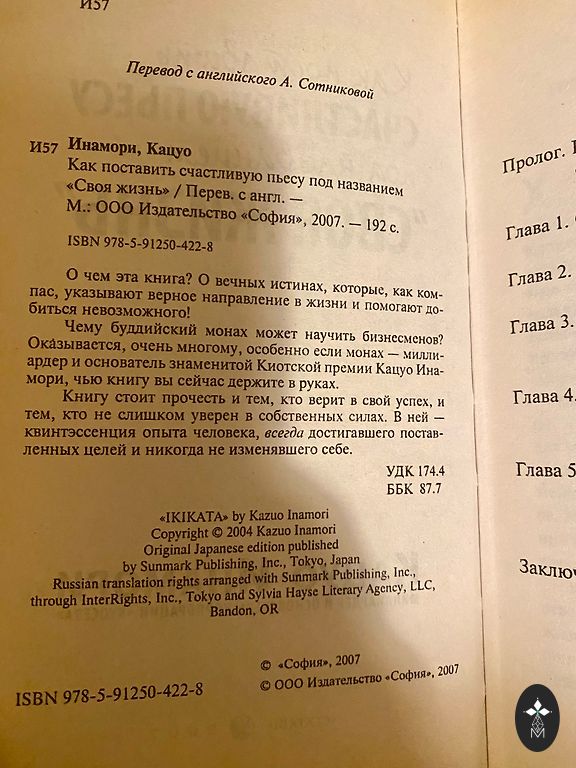 И57
Перевод с английского А. Сотниковой
И57 Инамори, Кацуо
Как поставить счастливую пьесу под названием
«Своя жизнь» / Перев. с англ. —
М.: ООО Издательство «София», 2007. — 192 с.
ISBN 978-5-91250-422-8
О чем эта книга? О вечных истинах, которые, как ком-
пас, указывают верное направление в жизни и помогают до-
биться невозможного!
Чему буддийский монах может научить бизнесменов?
Оказывается, очень многому, особенно если монах — милли-
ардер и основатель знаменитой Киотской премии Кацуо Ина-
мори, чью книгу вы сейчас держите в руках.
Книгу стоит прочесть и тем, кто верит в свой успех, и
тем, кто не слишком уверен в собственных силах. В ней —
квинтэссенция опыта человека, всегда достигавшего постав-
ленных целей и никогда не изменявшего себе.
УДК 174.4
ББК 87.7
«IKIKATA» by Kazuo Inamori
Copyright © 2004 Kazuo Inamori
Original Japanese edition published
by Sunmark Publishing, Inc., Tokyo, Japan
Russian translation rights arranged with Sunmark Publishing, Inc.,
through InterRights, Inc., Tokyo and Sylvia Hayse Literary Agency, LLC,
Bandon, OR
© «София», 2007
© ООО Издательство «София», 2007
ISBN 978-5-91250-422-8
Пролог.
Глава 1.
Глава 2.
Глава 3.
Глава 4.
Глава 5
Заключ
M